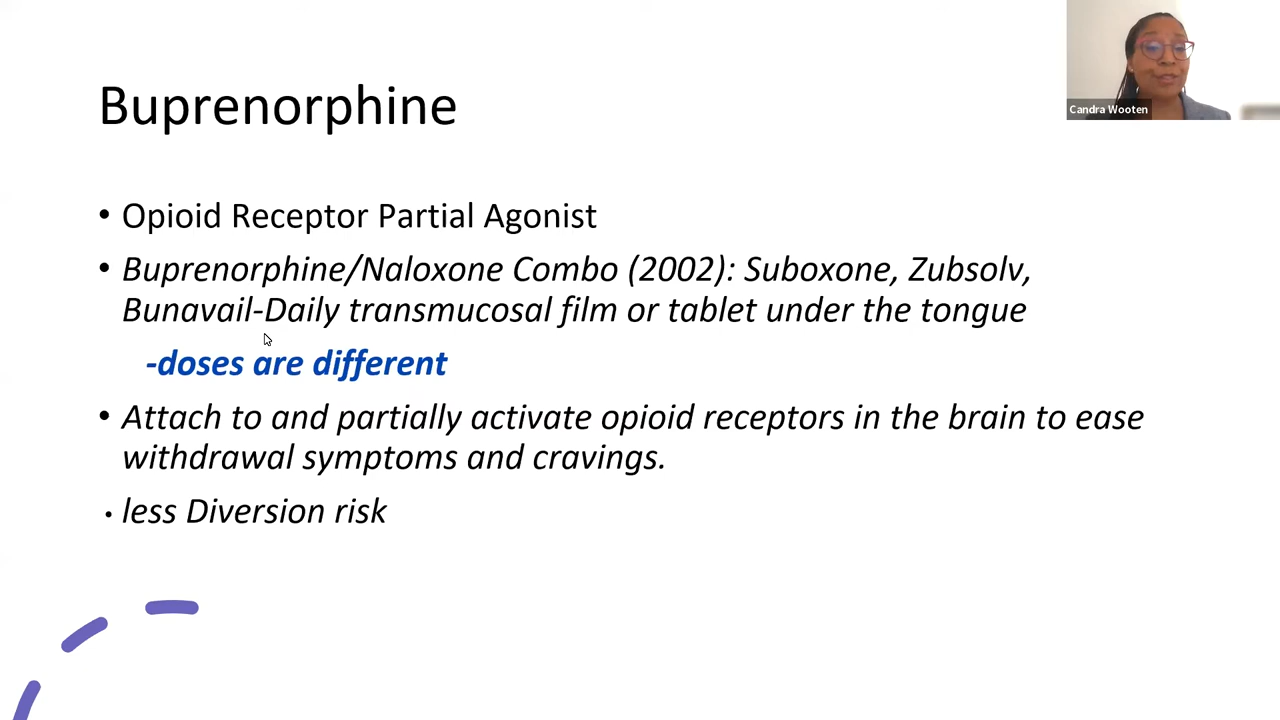 Buprenorphine
Candra Wooten
• Opioid Receptor Partial Agonist
• Buprenorphine/Naloxone Combo (2002): Suboxone, Zubsolv,
Bunavail-Daily transmucosal film or tablet under the tongue
-doses are different
• Attach to and partially activate opioid receptors in the brain to ease
withdrawal symptoms and cravings.
• less Diversion risk